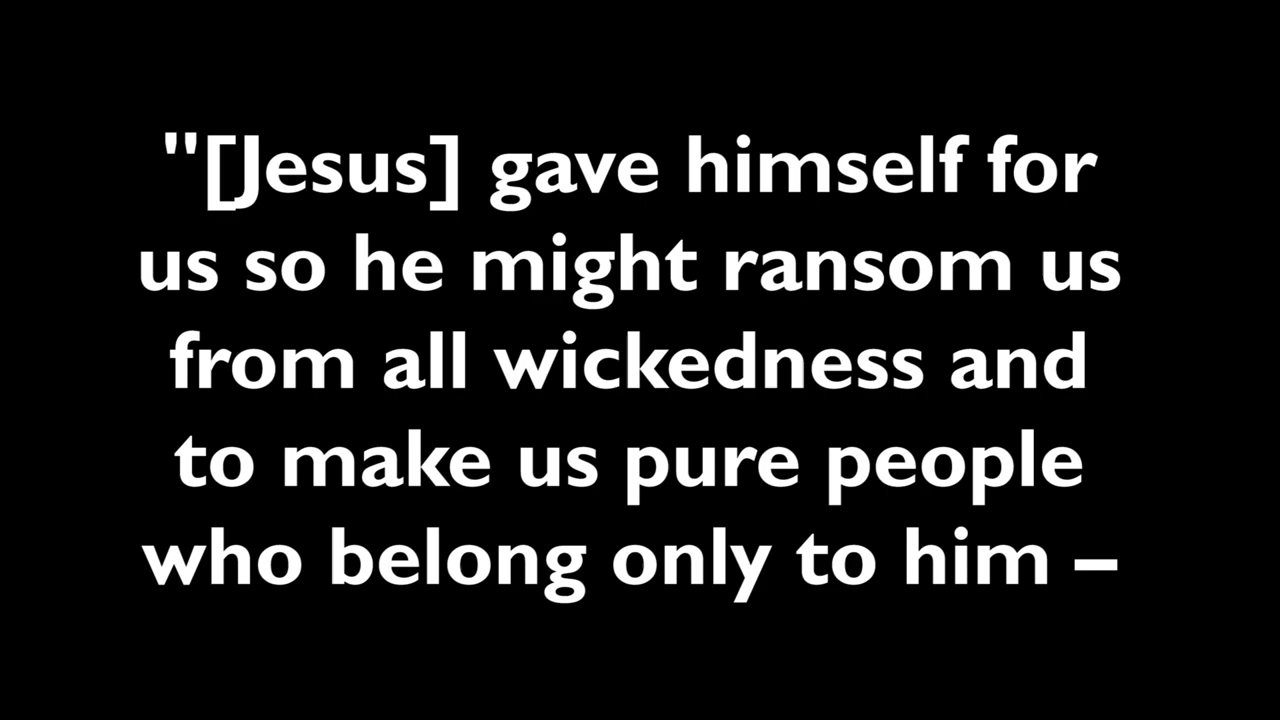 "[Jesus] gave himself for
us so he might ransom us
from all wickedness and
to make us pure people
who belong only to him –